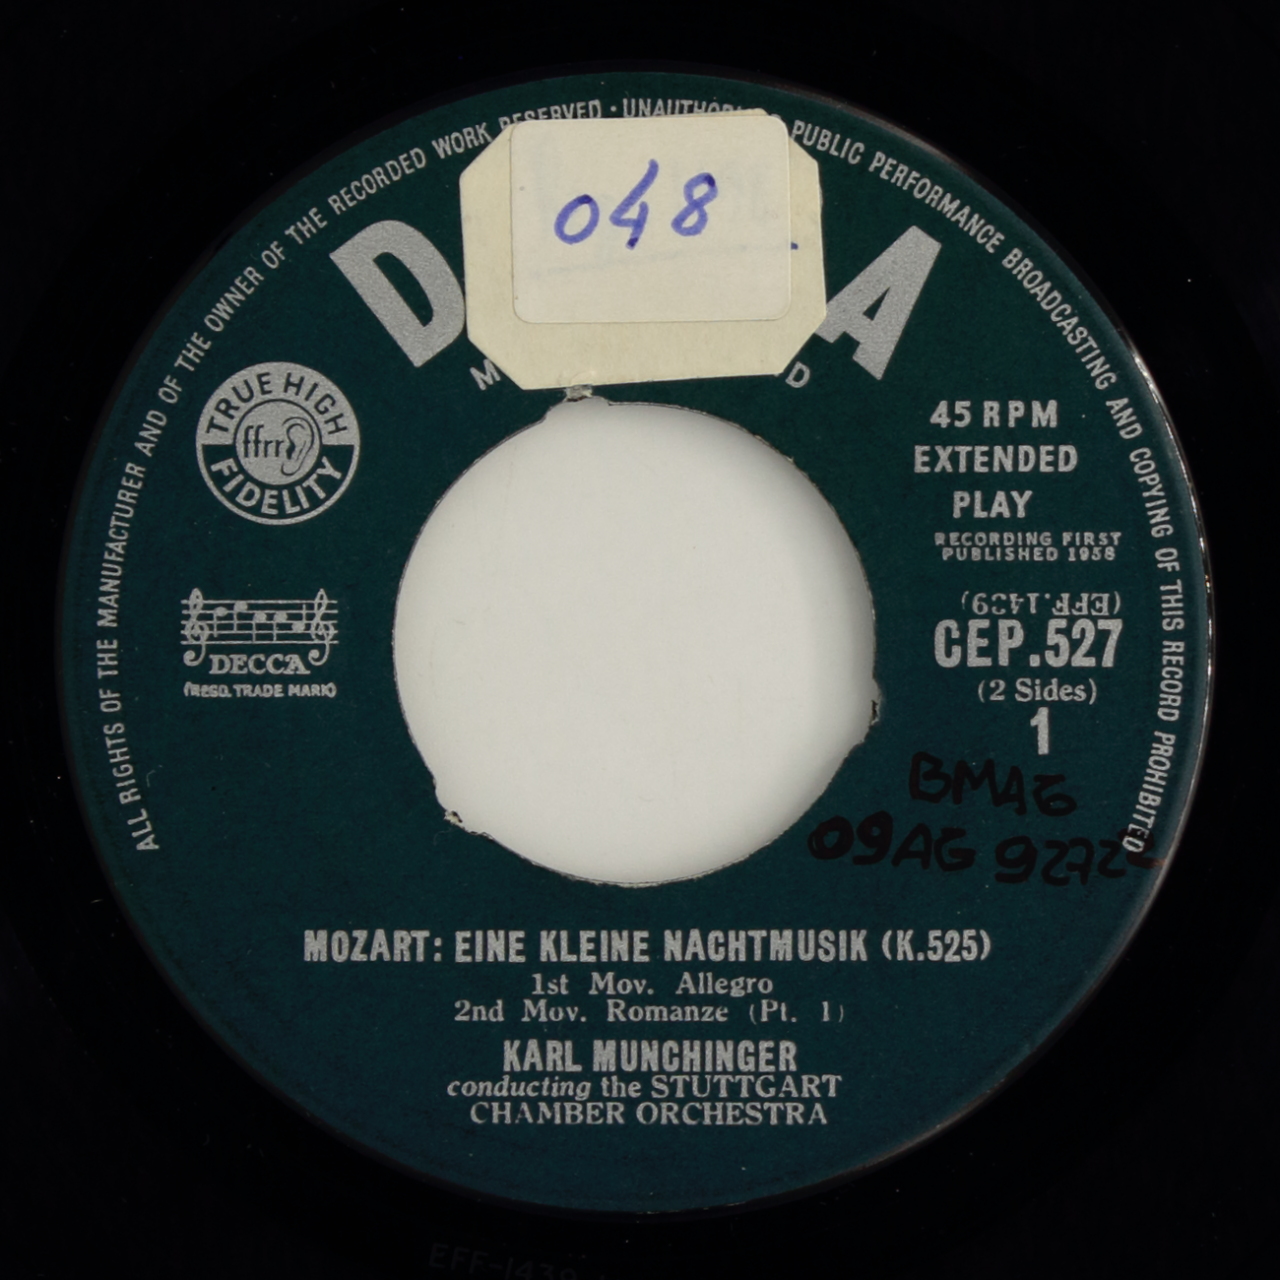 ALL RIGHTS OF THE MANUFACTURER AND OF THE OWNER OF THE RECORDED WORK RESERVED · UNAUTHORI PUBLIC PERFORMANCE BROADCASTING AND COPYING OF THIS RECORD PROHIBITED
048
D A
M D
TRUE HIGH
ffrr
FIDELITY
45 RPM
EXTENDED
PLAY
RECORDING FIRST
PUBLISHED 1958
(EFF.1439)
DECCA
(REGD. TRADE MARK)
CEP.527
(2 Sides)
1
BMAG
09AG
MOZART: EINE KLEINE NACHTMUSIK (K.525)
1st Mov. Allegro
2nd Mov. Romanze (Pt. 1)
KARL MUNCHINGER
conducting the STUTTGART
CHAMBER ORCHESTRA
EFF-1439